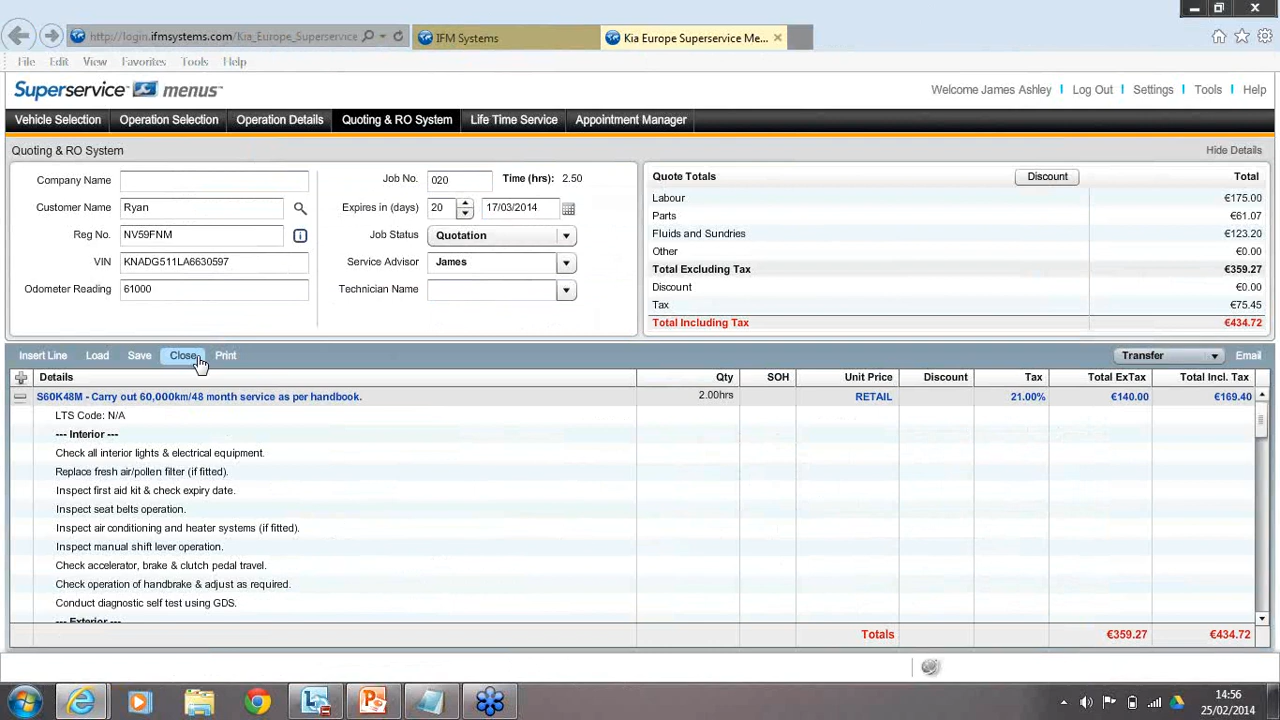 http://login.ifmsystems.com/Kia_Europe_Superservice
IFM Systems
Kia Europe Superservice Me...
File Edit View Favorites Tools Help
Superservice menus
Welcome James Ashley Log Out Settings Tools Help
Vehicle Selection Operation Selection Operation Details Quoting & RO System Life Time Service Appointment Manager
Quoting & RO System
Hide Details
Company Name
Customer Name Ryan
Reg No. NV59FNM
VIN KNADG511LA6630597
Odometer Reading 61000
Job No. 020 Time (hrs): 2.50
Expires in (days) 20 17/03/2014
Job Status Quotation
Service Advisor James
Technician Name
Quote Totals Discount Total
Labour €175.00
Parts €61.07
Fluids and Sundries €123.20
Other €0.00
Total Excluding Tax €359.27
Discount €0.00
Tax €75.45
Total Including Tax €434.72
Insert Line Load Save Close Print Transfer Email
Details Qty SOH Unit Price Discount Tax Total ExTax Total Incl. Tax
S60K48M - Carry out 60,000km/48 month service as per handbook. 2.00hrs RETAIL 21.00% €140.00 €169.40
LTS Code: N/A
--- Interior ---
Check all interior lights & electrical equipment.
Replace fresh air/pollen filter (if fitted).
Inspect first aid kit & check expiry date.
Inspect seat belts operation.
Inspect air conditioning and heater systems (if fitted).
Inspect manual shift lever operation.
Check accelerator, brake & clutch pedal travel.
Check operation of handbrake & adjust as required.
Conduct diagnostic self test using GDS.
--- Exterior ---
Totals €359.27 €434.72
14:56
25/02/2014